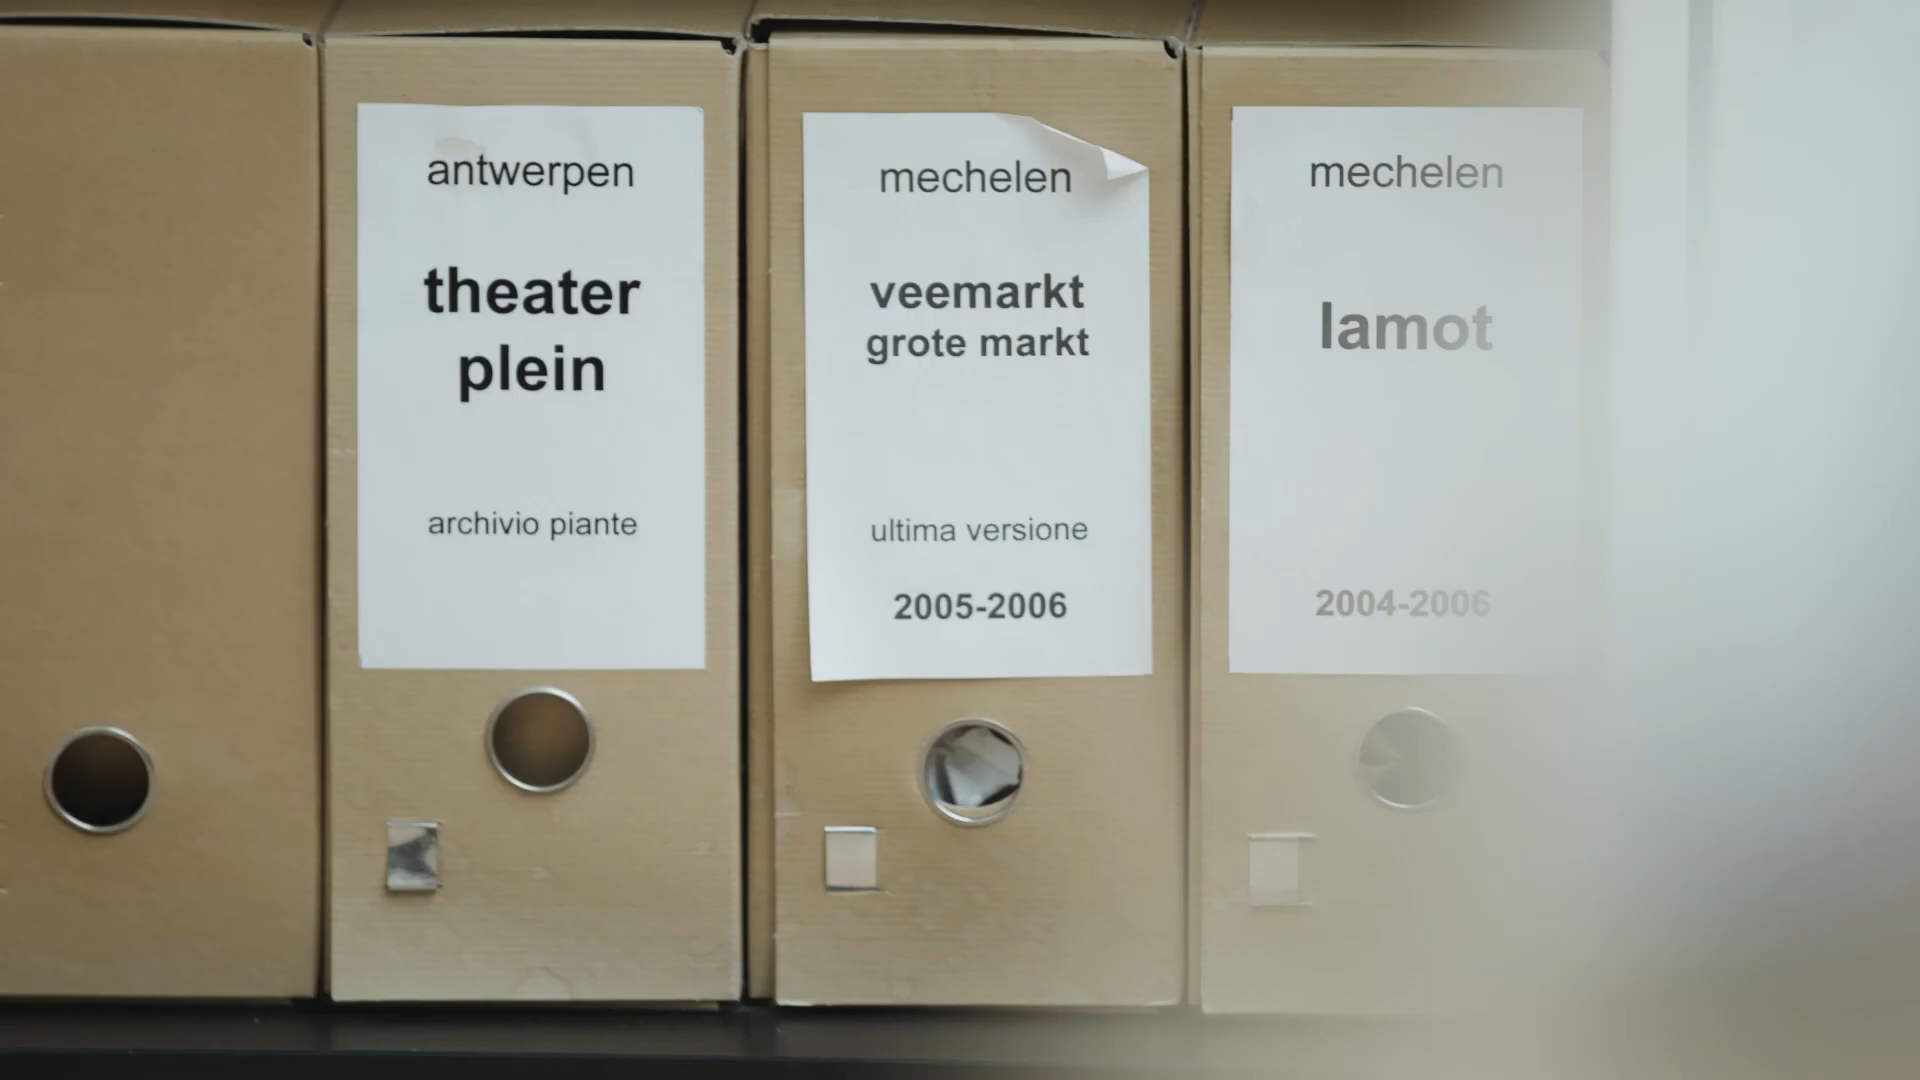 antwerpen
theater
plein
archivio piante
mechelen
veemarkt
grote markt
ultima versione
2005-2006
mechelen
lamot
2004-2006